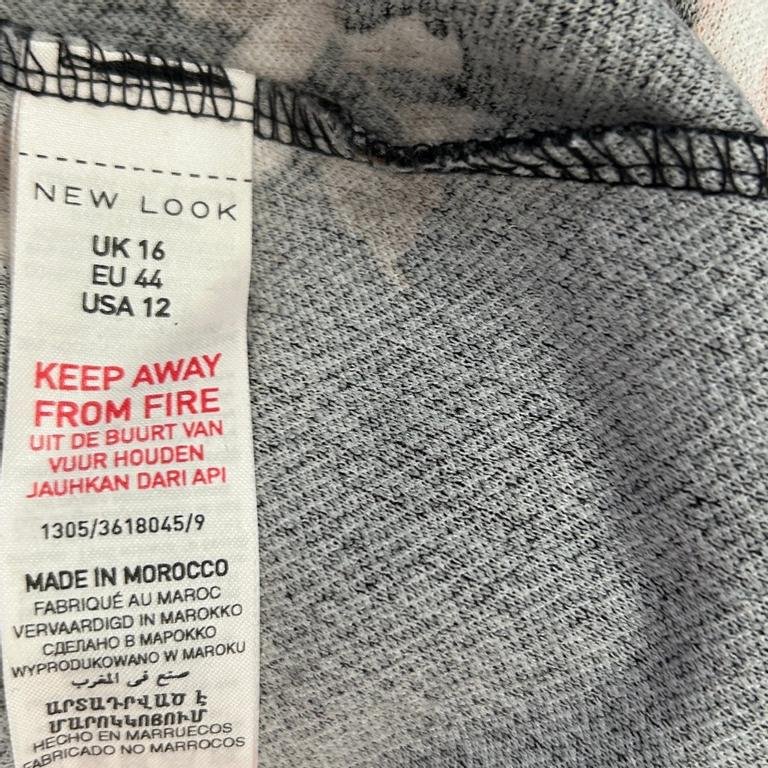 NEW LOOK
UK 16
EU 44
USA 12
KEEP AWAY
FROM FIRE
UIT DE BUURT VAN
VUUR HOUDEN
JAUHKAN DARI API
1305/3618045/9
MADE IN MOROCCO
FABRIQUÉ AU MAROC
VERVAARDIGD IN MAROKKO
СДЕЛАНО В МАРОККО
WYPRODUKOWANO W MAROKU
صنع في المغرب
ԱՐՏԱԴՐՎԱԾ Է
ՄԱՐՈԿԿՈՅՈՒՄ
HECHO EN MARRUECOS
FABRICADO NO MARROCOS